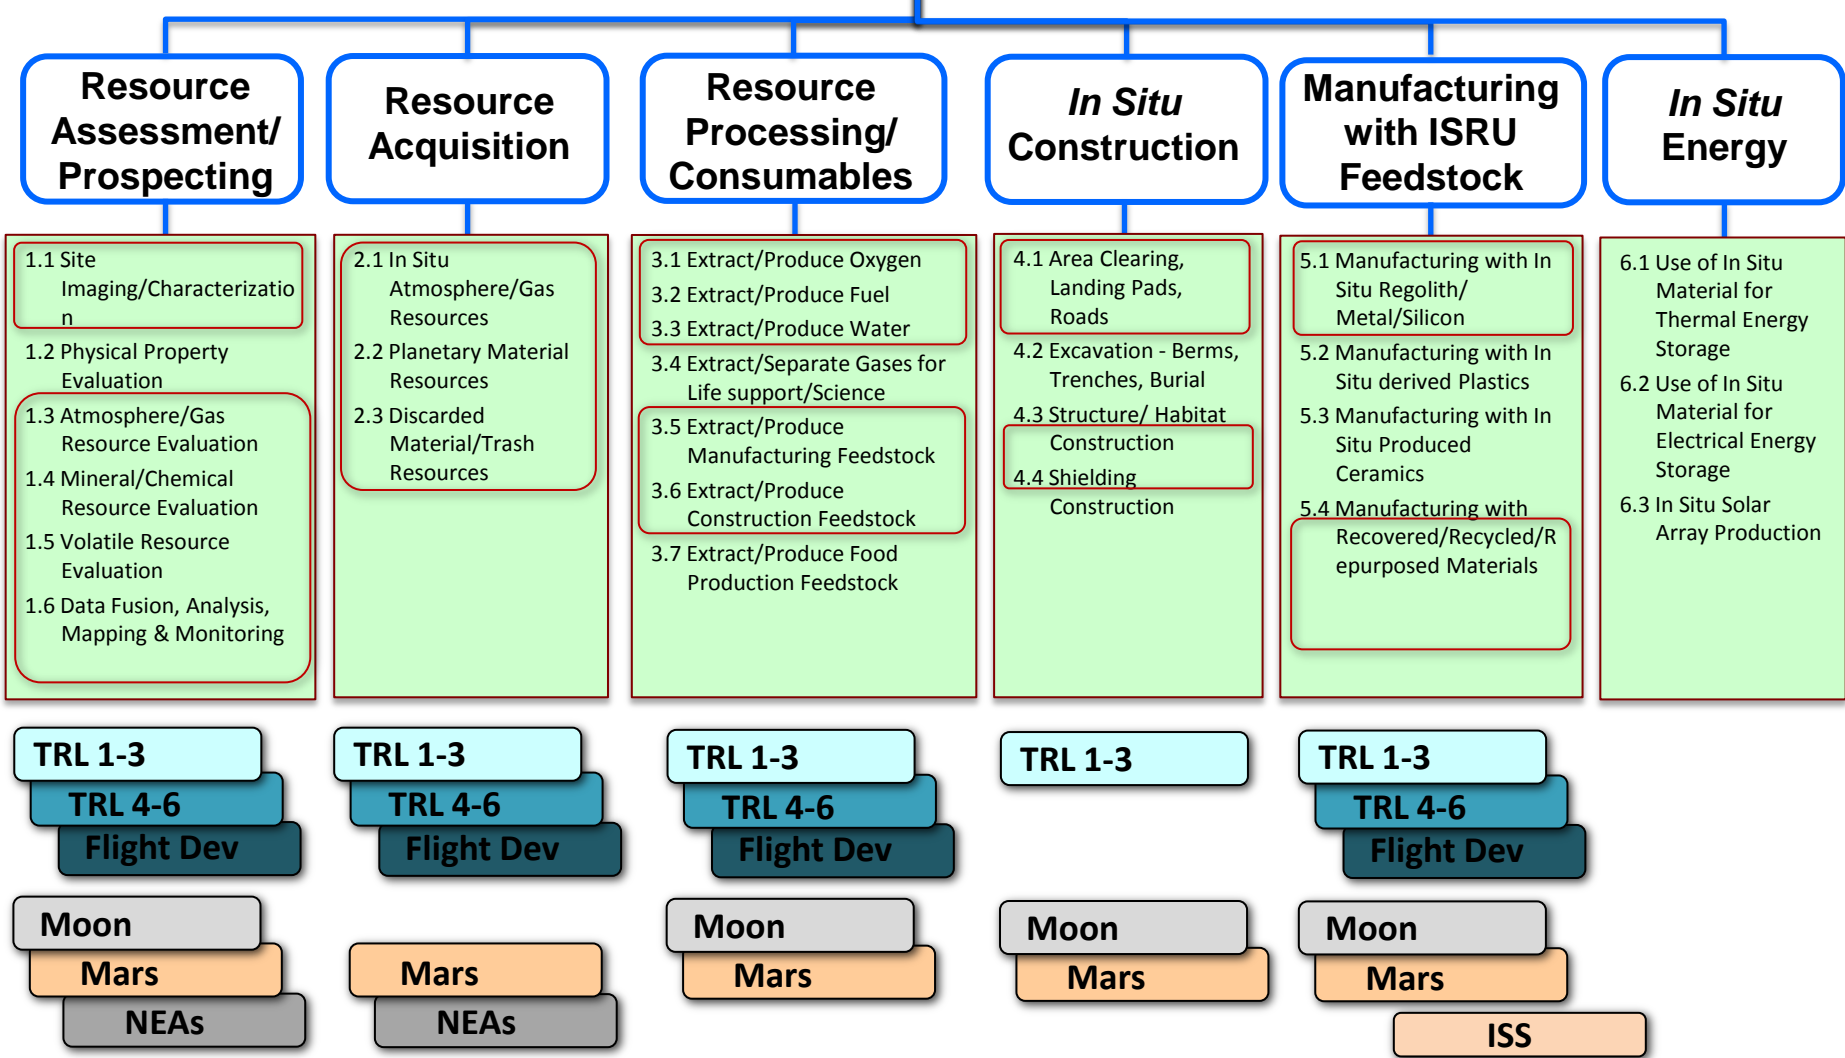 Resource
Assessment/
Prospecting
Resource
Acquisition
Resource
Processing/
Consumables
In Situ
Construction
Manufacturing
with ISRU
Feedstock
In Situ
Energy
1.1 Site
Imaging/Characterizatio
n
1.2 Physical Property
Evaluation
1.3 Atmosphere/Gas
Resource Evaluation
1.4 Mineral/Chemical
Resource Evaluation
1.5 Volatile Resource
Evaluation
1.6 Data Fusion, Analysis,
Mapping & Monitoring
2.1 In Situ
Atmosphere/Gas
Resources
2.2 Planetary Material
Resources
2.3 Discarded
Material/Trash
Resources
3.1 Extract/Produce Oxygen
3.2 Extract/Produce Fuel
3.3 Extract/Produce Water
3.4 Extract/Separate Gases for
Life support/Science
3.5 Extract/Produce
Manufacturing Feedstock
3.6 Extract/Produce
Construction Feedstock
3.7 Extract/Produce Food
Production Feedstock
4.1 Area Clearing,
Landing Pads,
Roads
4.2 Excavation - Berms,
Trenches, Burial
4.3 Structure/ Habitat
Construction
4.4 Shielding
Construction
5.1 Manufacturing with In
Situ Regolith/
Metal/Silicon
5.2 Manufacturing with In
Situ derived Plastics
5.3 Manufacturing with In
Situ Produced
Ceramics
5.4 Manufacturing with
Recovered/Recycled/R
epurposed Materials
6.1 Use of In Situ
Material for
Thermal Energy
Storage
6.2 Use of In Situ
Material for
Electrical Energy
Storage
6.3 In Situ Solar
Array Production
TRL 1-3
TRL 4-6
Flight Dev
TRL 1-3
TRL 4-6
Flight Dev
TRL 1-3
TRL 4-6
Flight Dev
TRL 1-3
TRL 1-3
TRL 4-6
Flight Dev
Moon
Mars
NEAs
Mars
NEAs
Moon
Mars
Moon
Mars
Moon
Mars
ISS